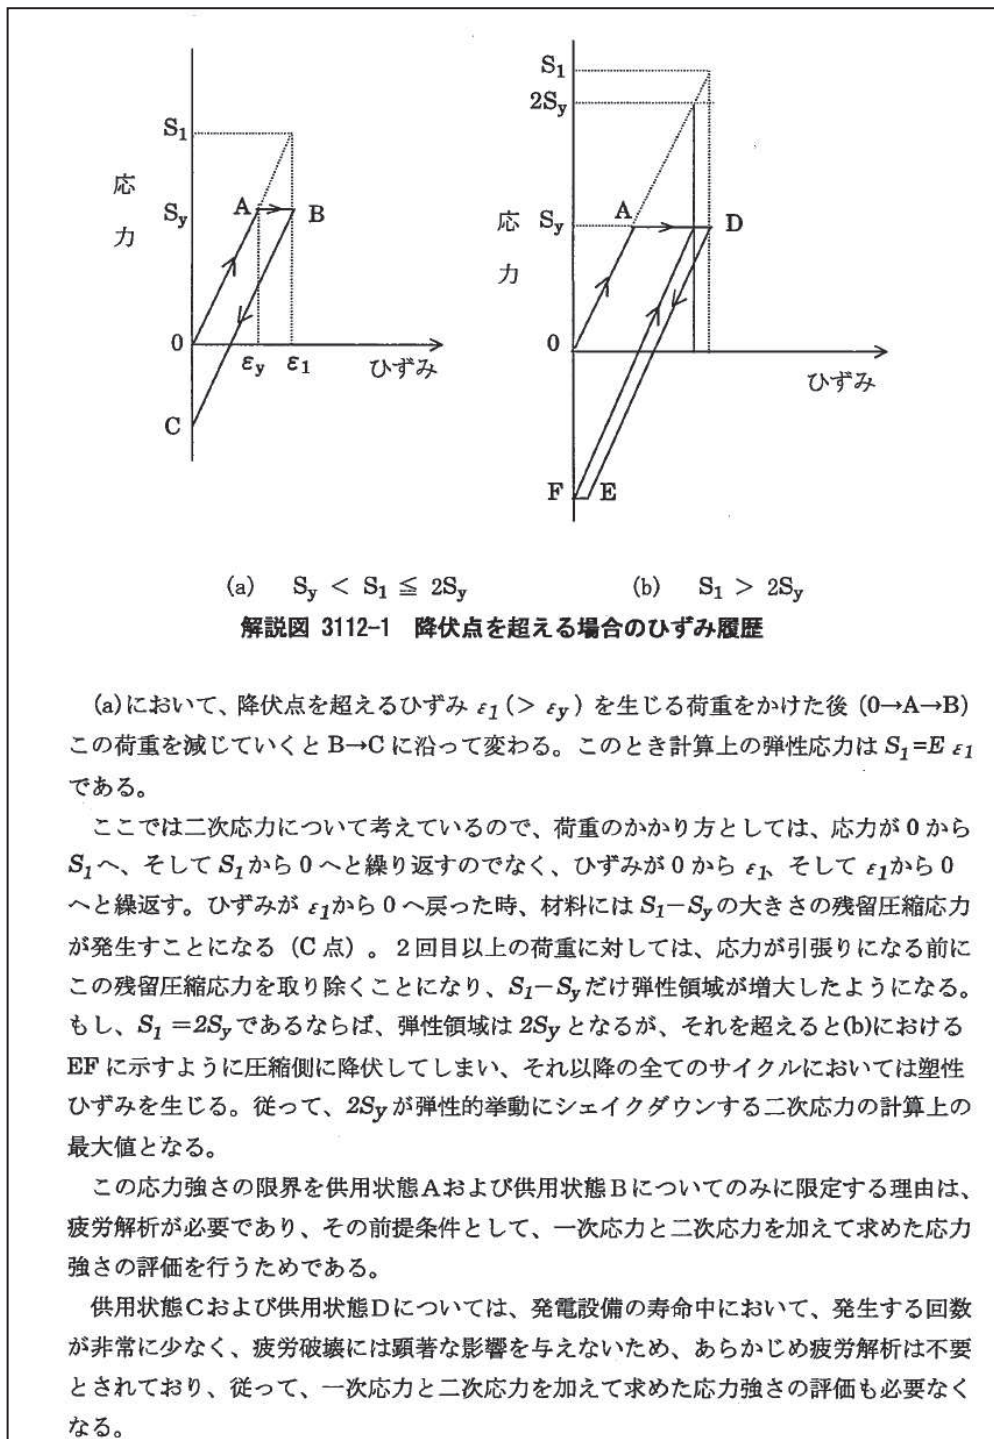 S1
2Sy
S1
応
力
Sy
A
B
0
εy
ε1
ひずみ
C
応
力
Sy
A
D
0
ひずみ
F
E
(a) Sy < S1 ≦ 2Sy
(b) S1 > 2Sy
解説図 3112-1 降伏点を超える場合のひずみ履歴
(a)において、降伏点を超えるひずみ ε1(> εy) を生じる荷重をかけた後 (0→A→B)
この荷重を減じていくと B→C に沿って変わる。このとき計算上の弾性応力は S1=E ε1
である。
ここでは二次応力について考えているので、荷重のかかり方としては、応力が 0 から
S1へ、そして S1から 0 へと繰り返すのでなく、ひずみが 0 から ε1、そして ε1から 0
へと繰返す。ひずみが ε1から 0 へ戻った時、材料には S1−Syの大きさの残留圧縮応力
が発生すことになる（C 点）。2回目以上の荷重に対しては、応力が引張りになる前に
この残留圧縮応力を取り除くことになり、S1−Syだけ弾性領域が増大したようになる。
もし、S1 =2Syであるならば、弾性領域は 2Syとなるが、それを超えると(b)における
EF に示すように圧縮側に降伏してしまい、それ以降の全てのサイクルにおいては塑性
ひずみを生じる。従って、2Syが弾性的挙動にシェイクダウンする二次応力の計算上の
最大値となる。
この応力強さの限界を供用状態Aおよび供用状態Bについてのみに限定する理由は、
疲労解析が必要であり、その前提条件として、一次応力と二次応力を加えて求めた応力
強さの評価を行うためである。
供用状態Cおよび供用状態Dについては、発電設備の寿命中において、発生する回数
が非常に少なく、疲労破壊には顕著な影響を与えないため、あらかじめ疲労解析は不要
とされており、従って、一次応力と二次応力を加えて求めた応力強さの評価も必要なく
なる。